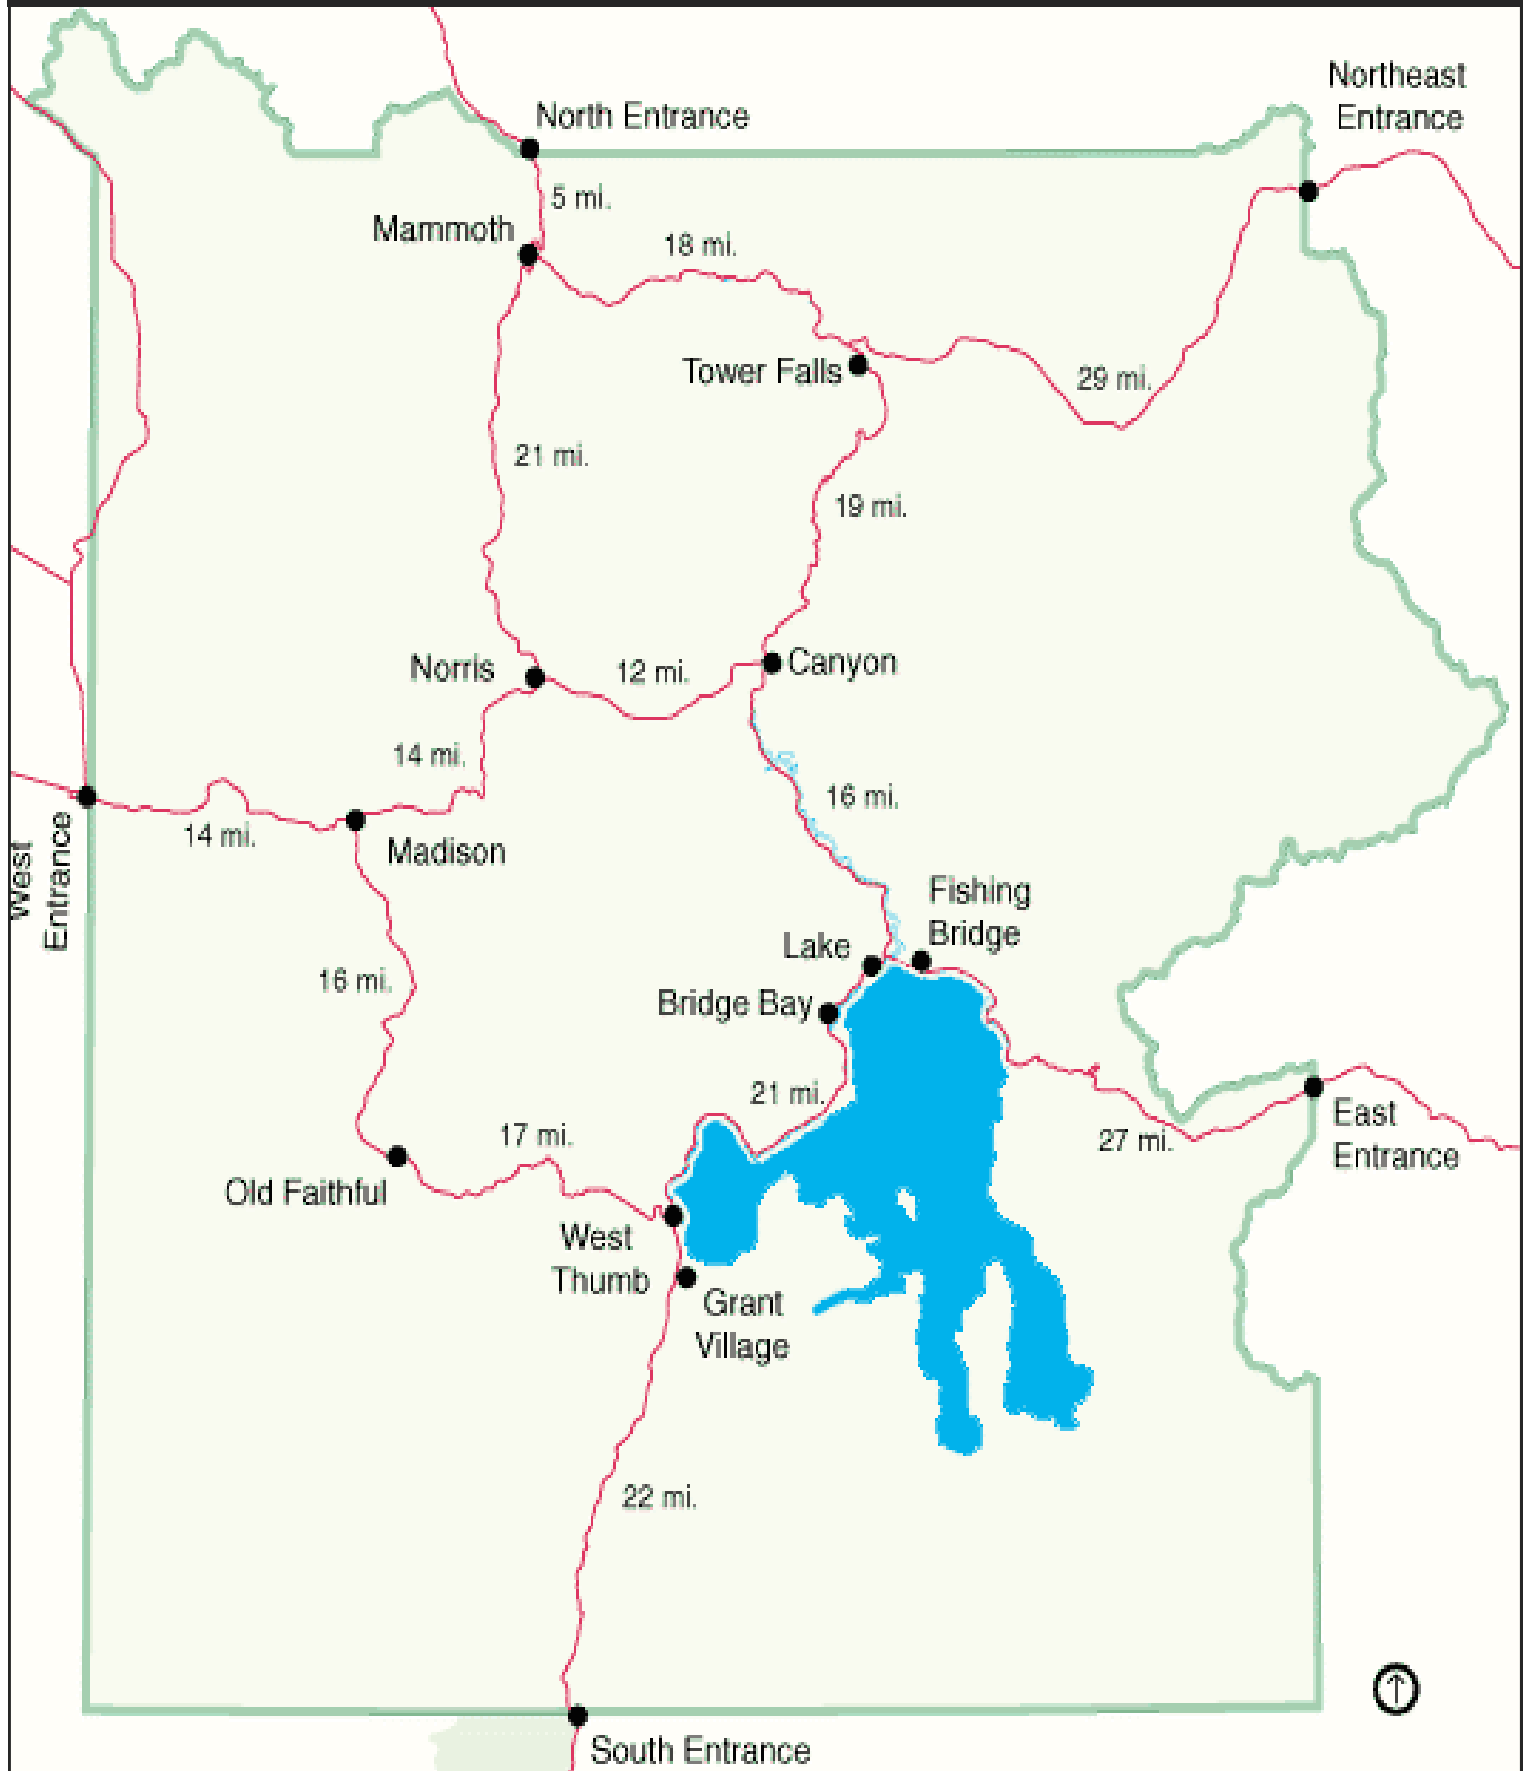 Northeast
Entrance
North Entrance
5 mi.
Mammoth
18 mi.
Tower Falls
29 mi.
21 mi.
19 mi.
Norris
12 mi.
Canyon
14 mi.
16 mi.
West
Entrance
14 mi.
Madison
Fishing
Bridge
Lake
16 mi.
Bridge Bay
21 mi.
East
Entrance
27 mi.
17 mi.
Old Faithful
West
Thumb
Grant
Village
22 mi.
South Entrance